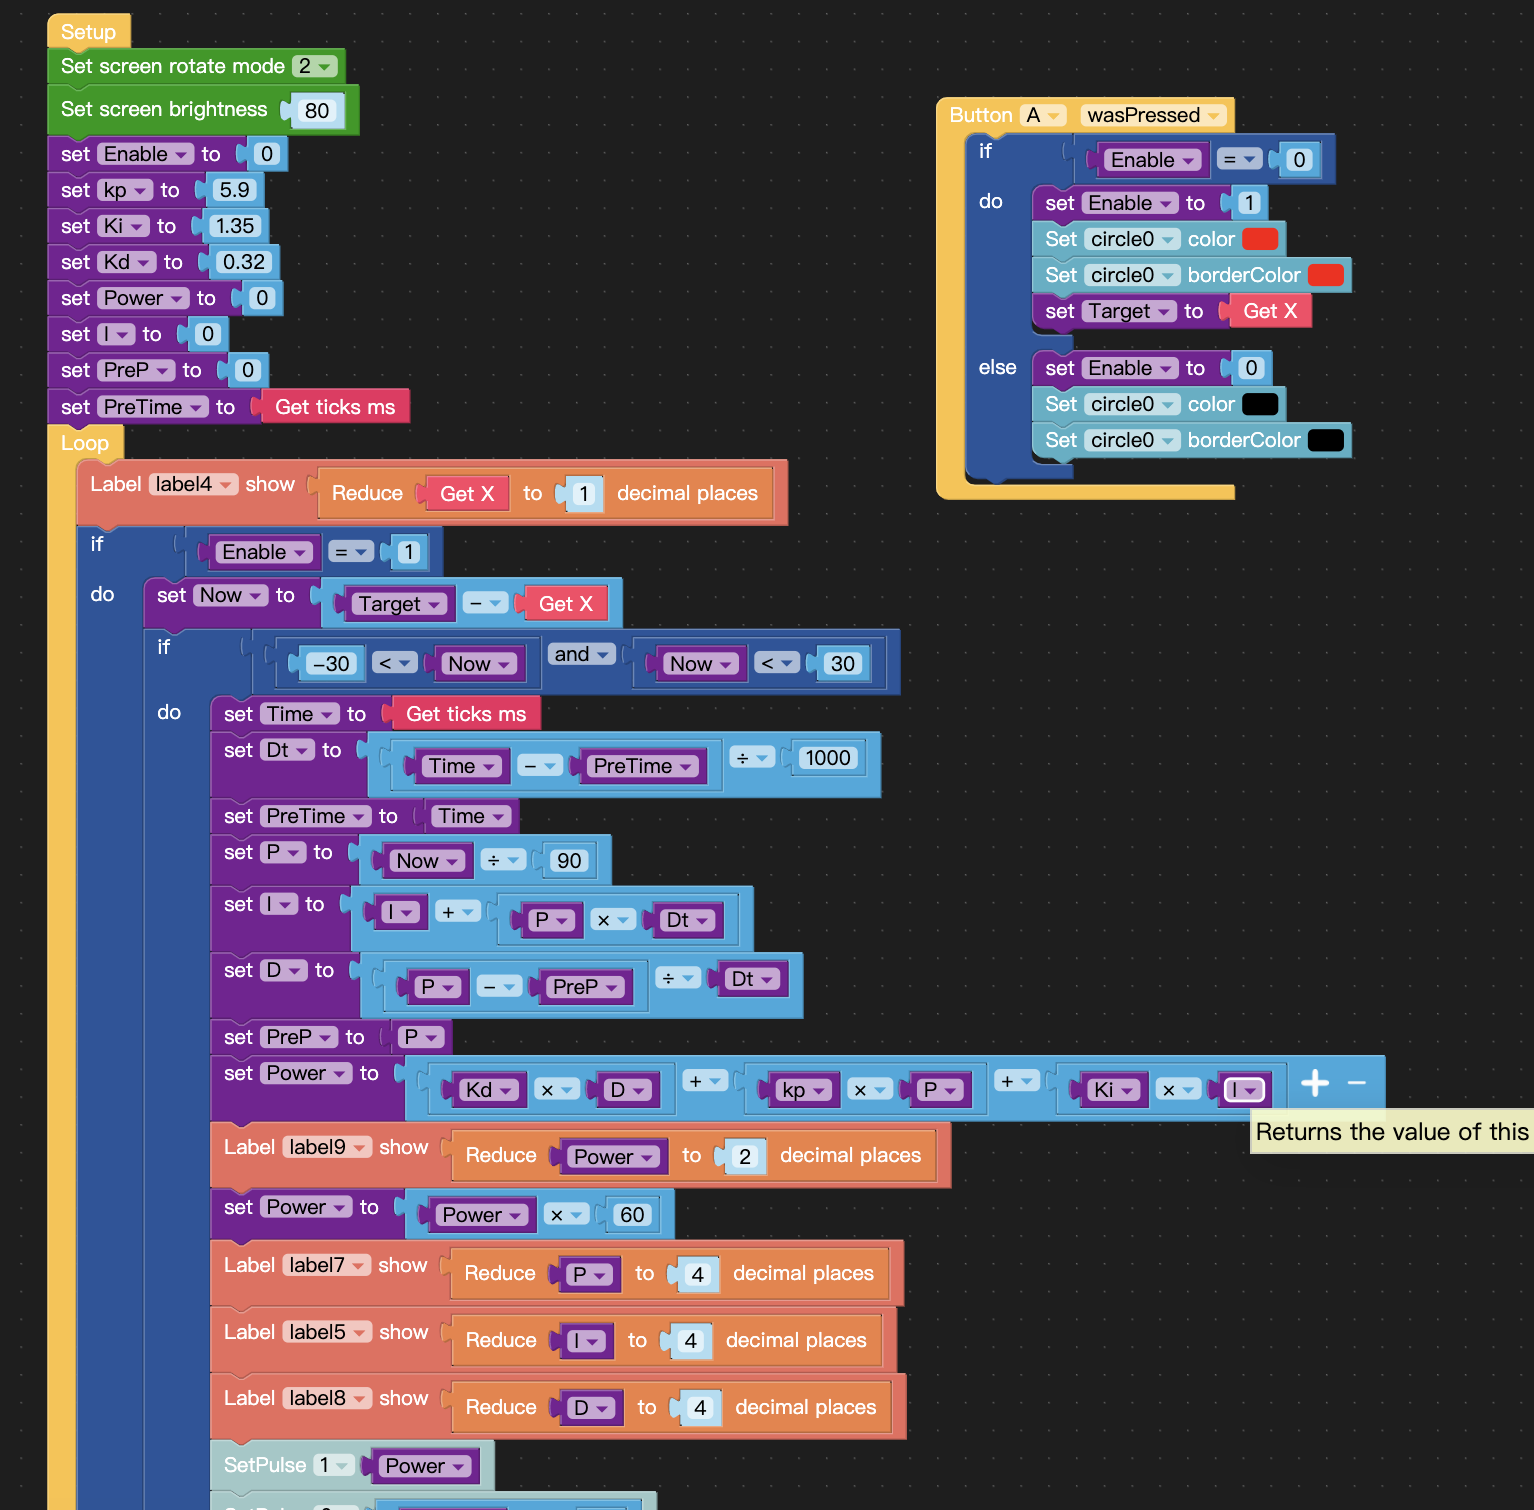 Setup
Set screen rotate mode 2
Set screen brightness 80
set Enable to 0
set kp to 5.9
set Ki to 1.35
set Kd to 0.32
set Power to 0
set I to 0
set PreP to 0
set PreTime to Get ticks ms
Loop
Label label4 show Reduce Get X to 1 decimal places
if Enable = 1
do set Now to Target - Get X
if -30 < Now and Now < 30
do set Time to Get ticks ms
set Dt to Time - PreTime ÷ 1000
set PreTime to Time
set P to Now ÷ 90
set I to I + P × Dt
set D to P - PreP ÷ Dt
set PreP to P
set Power to Kd × D + kp × P + Ki × I + -
Returns the value of this
Label label9 show Reduce Power to 2 decimal places
set Power to Power × 60
Label label7 show Reduce P to 4 decimal places
Label label5 show Reduce I to 4 decimal places
Label label8 show Reduce D to 4 decimal places
SetPulse 1 Power
Button A wasPressed
if Enable = 0
do set Enable to 1
Set circle0 color
Set circle0 borderColor
set Target to Get X
else set Enable to 0
Set circle0 color
Set circle0 borderColor